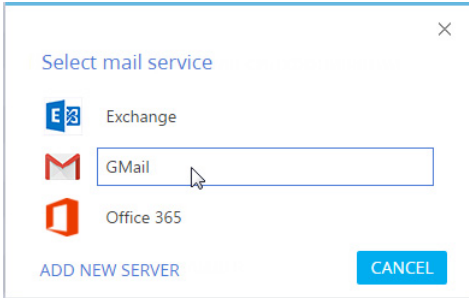 Select mail service
Exchange
GMail
Office 365
ADD NEW SERVER
CANCEL